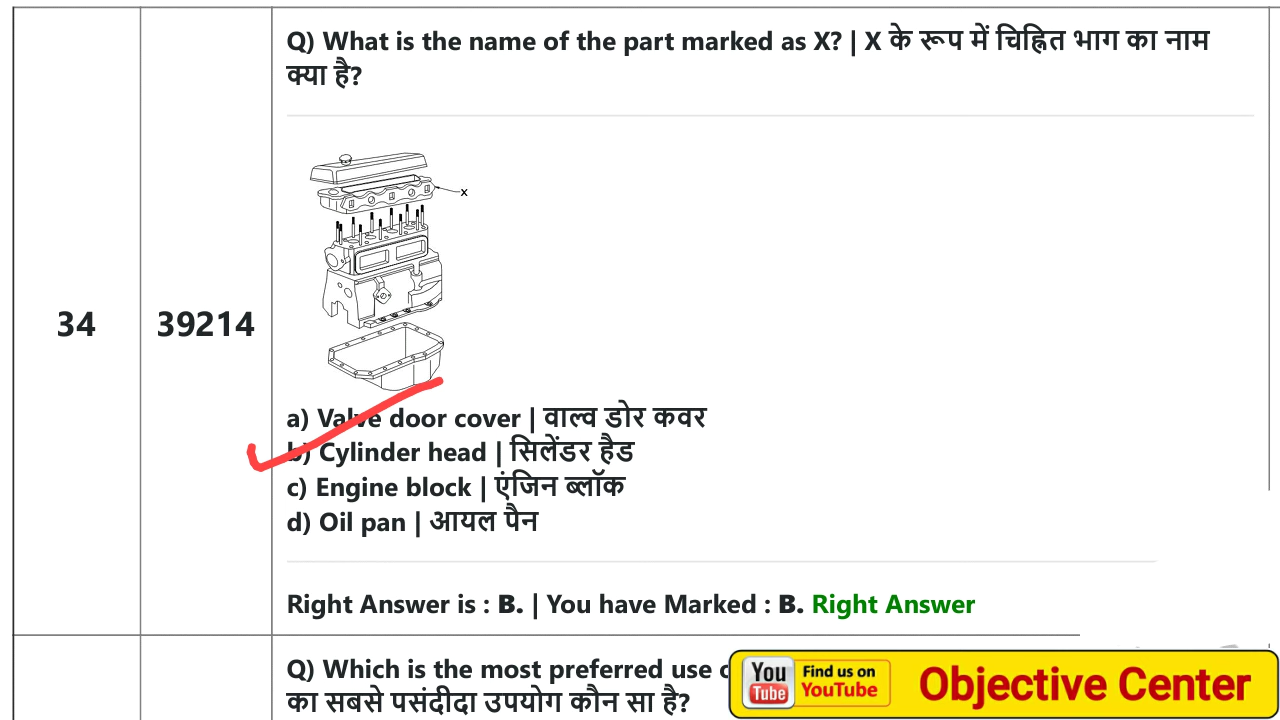 Q) What is the name of the part marked as X? | X के रूप में चिह्नित भाग का नाम
क्या है?
X
34
39214
a) Valve door cover | वाल्व डोर कवर
b) Cylinder head | सिलेंडर हैड
c) Engine block | एंजिन ब्लॉक
d) Oil pan | आयल पैन
Right Answer is : B. | You have Marked : B. Right Answer
Q) Which is the most preferred use
का सबसे पसंदीदा उपयोग कौन सा है?
You
Tube
Find us on
YouTube
Objective Center